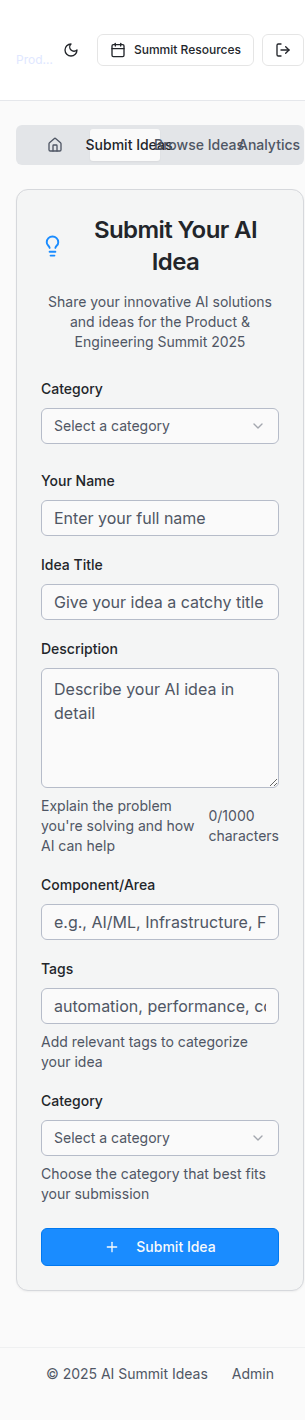 Prod...
Summit Resources
Submit Ideas
Browse Ideas
Analytics
Submit Your AI
Idea
Share your innovative AI solutions
and ideas for the Product &
Engineering Summit 2025
Category
Select a category
Your Name
Enter your full name
Idea Title
Give your idea a catchy title
Description
Describe your AI idea in
detail
Explain the problem
you're solving and how
AI can help
0/1000
characters
Component/Area
e.g., AI/ML, Infrastructure, F
Tags
automation, performance, co
Add relevant tags to categorize
your idea
Category
Select a category
Choose the category that best fits
your submission
Submit Idea
© 2025 AI Summit Ideas
Admin